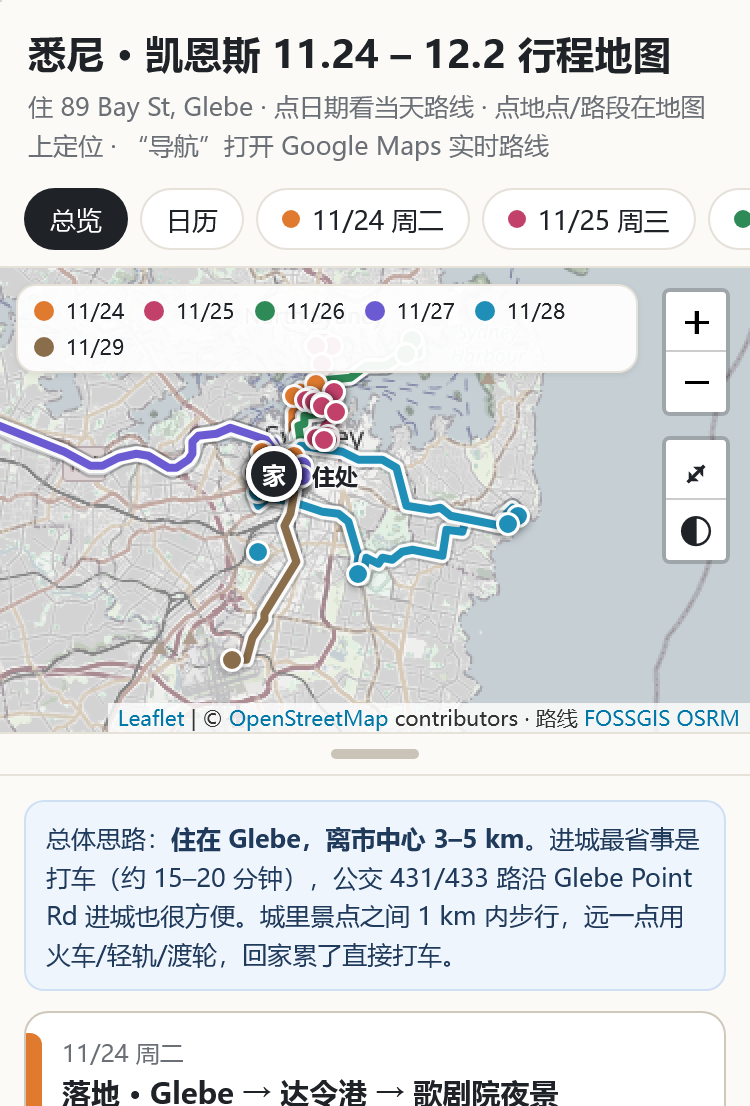 悉尼 • 凯恩斯 11.24 – 12.2 行程地图
住 89 Bay St, Glebe · 点日期看当天路线 · 点地点/路段在地图
上定位 · “导航”打开 Google Maps 实时路线
总览 日历 11/24 周二 11/25 周三
11/24 11/25 11/26 11/27 11/28
11/29
+
−
家 住处
Leaflet | © OpenStreetMap contributors · 路线 FOSSGIS OSRM
总体思路：住在 Glebe，离市中心 3–5 km。进城最省事是
打车（约 15–20 分钟），公交 431/433 路沿 Glebe Point
Rd 进城也很方便。城里景点之间 1 km 内步行，远一点用
火车/轻轨/渡轮，回家累了直接打车。
11/24 周二
落地 • Glebe → 达令港 → 歌剧院夜景